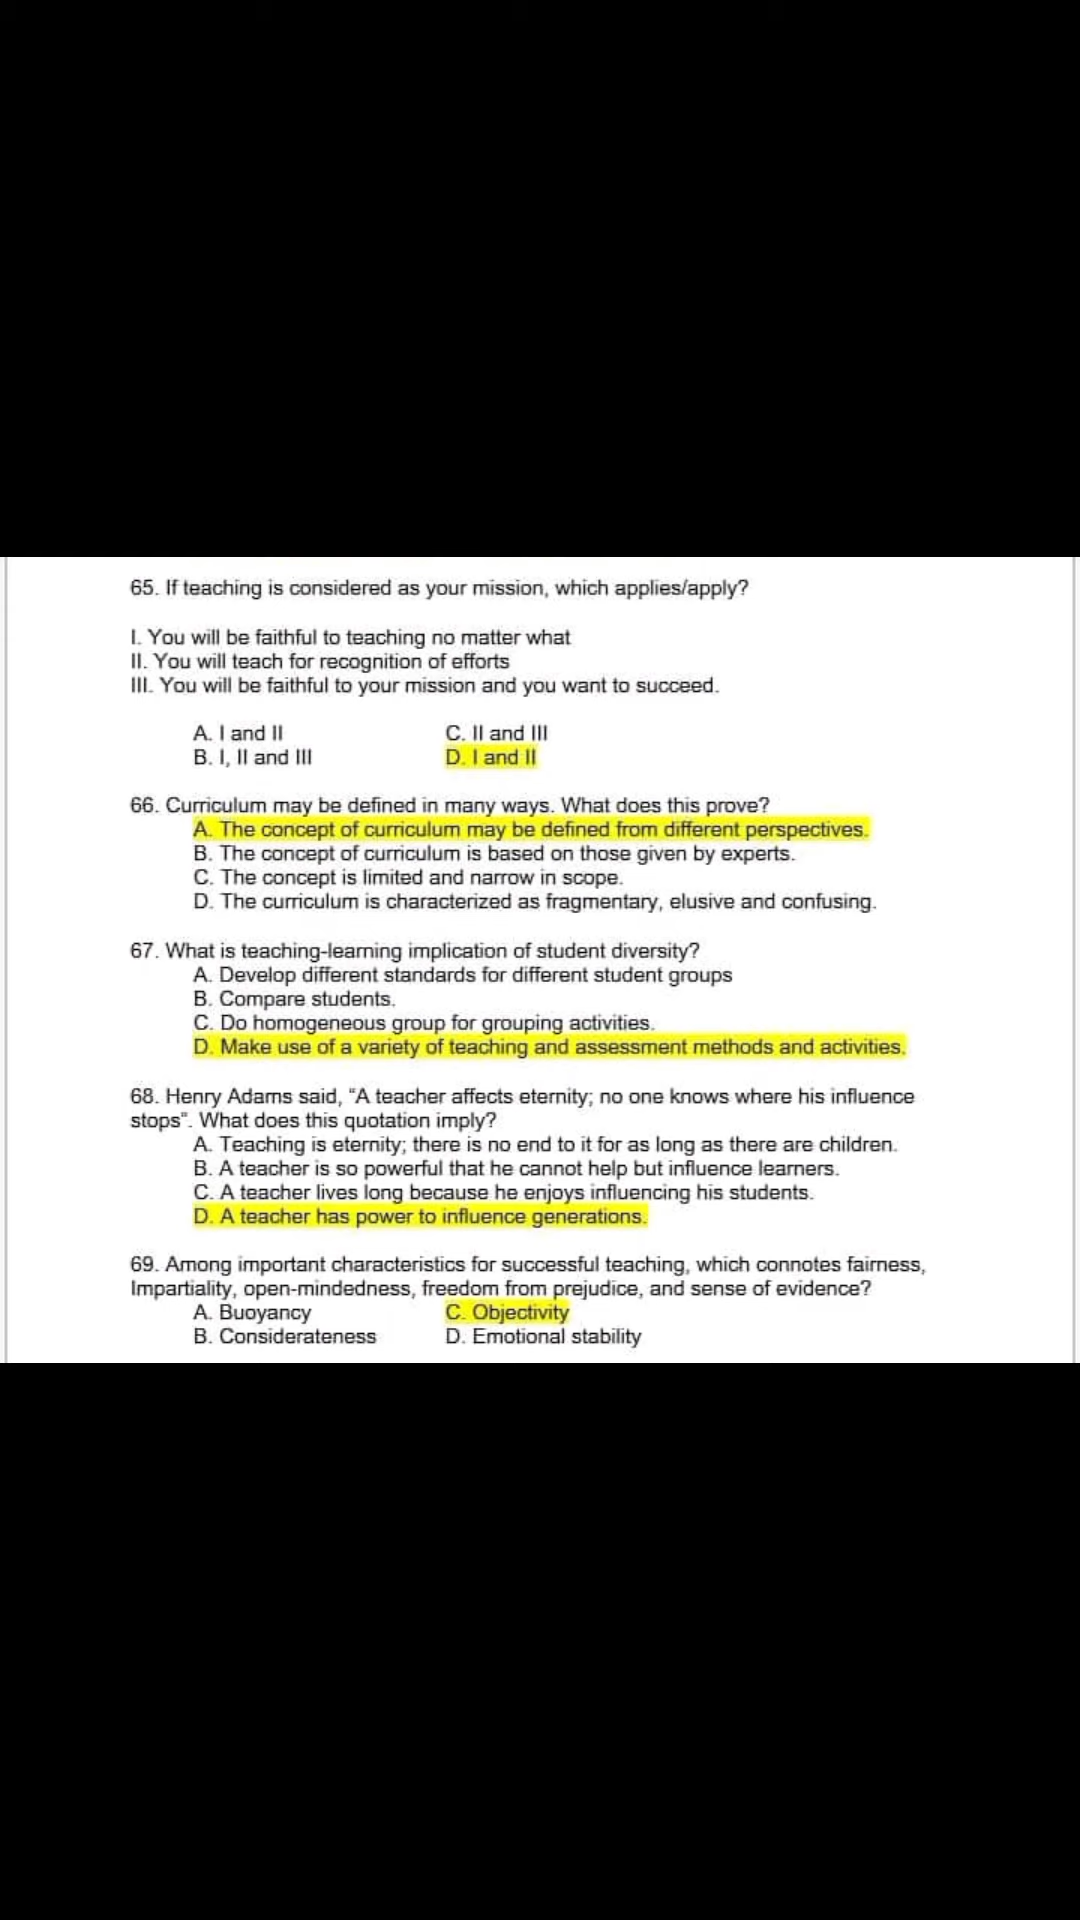 65. If teaching is considered as your mission, which applies/apply?
I. You will be faithful to teaching no matter what
II. You will teach for recognition of efforts
III. You will be faithful to your mission and you want to succeed.
A. I and II C. II and III
B. I, II and III D. I and II
66. Curriculum may be defined in many ways. What does this prove?
A. The concept of curriculum may be defined from different perspectives.
B. The concept of curriculum is based on those given by experts.
C. The concept is limited and narrow in scope.
D. The curriculum is characterized as fragmentary, elusive and confusing.
67. What is teaching-learning implication of student diversity?
A. Develop different standards for different student groups
B. Compare students.
C. Do homogeneous group for grouping activities.
D. Make use of a variety of teaching and assessment methods and activities.
68. Henry Adams said, “A teacher affects eternity; no one knows where his influence
stops”. What does this quotation imply?
A. Teaching is eternity; there is no end to it for as long as there are children.
B. A teacher is so powerful that he cannot help but influence learners.
C. A teacher lives long because he enjoys influencing his students.
D. A teacher has power to influence generations.
69. Among important characteristics for successful teaching, which connotes fairness,
Impartiality, open-mindedness, freedom from prejudice, and sense of evidence?
A. Buoyancy C. Objectivity
B. Considerateness D. Emotional stability